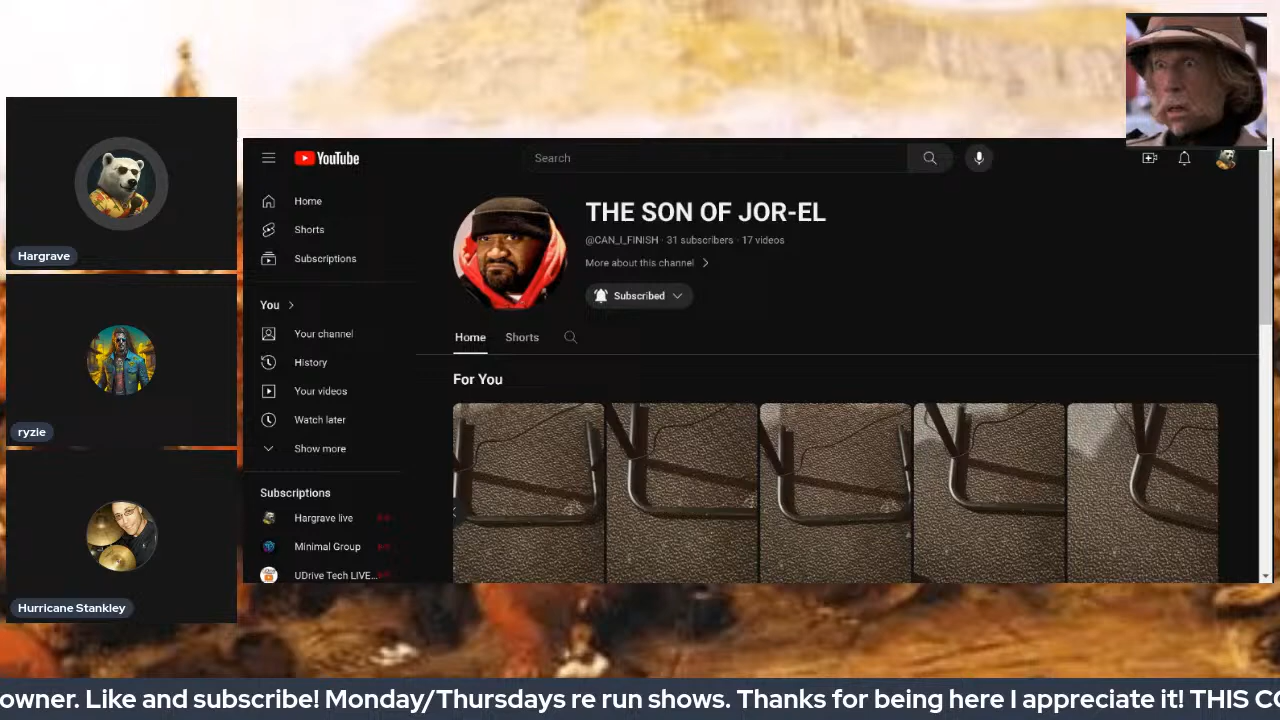 Hargrave
ryzie
Hurricane Stankley
YouTube
Search
Home
Shorts
Subscriptions
You
Your channel
History
Your videos
Watch later
Show more
Subscriptions
Hargrave live
Minimal Group
UDrive Tech LIVE...
THE SON OF JOR-EL
@CAN_I_FINISH · 31 subscribers · 17 videos
More about this channel
Subscribed
Home Shorts
For You
owner. Like and subscribe! Monday/Thursdays re run shows. Thanks for being here I appreciate it! THIS